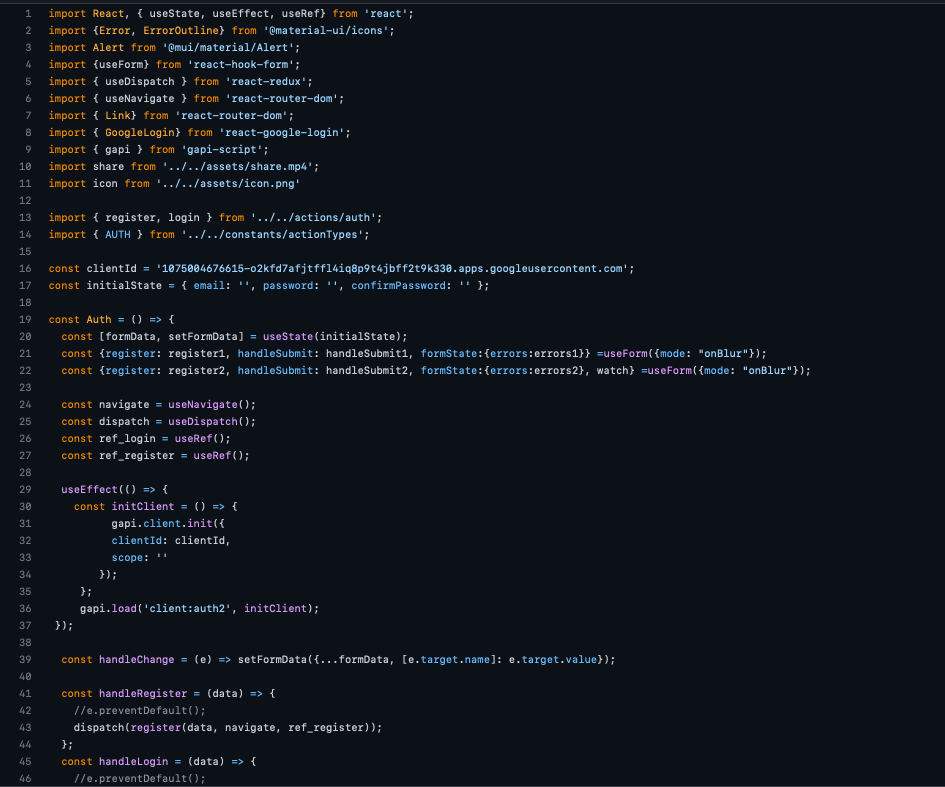 1 import React, { useState, useEffect, useRef} from 'react';
2 import {Error, ErrorOutline} from '@material-ui/icons';
3 import Alert from '@mui/material/Alert';
4 import {useForm} from 'react-hook-form';
5 import { useDispatch } from 'react-redux';
6 import { useNavigate } from 'react-router-dom';
7 import { Link} from 'react-router-dom';
8 import { GoogleLogin} from 'react-google-login';
9 import { gapi } from 'gapi-script';
10 import share from '../../assets/share.mp4';
11 import icon from '../../assets/icon.png'
12
13 import { register, login } from '../../actions/auth';
14 import { AUTH } from '../../constants/actionTypes';
15
16 const clientId = '1075004676615-o2kfd7afjtffl4iq8p9t4jbff2t9k330.apps.googleusercontent.com';
17 const initialState = { email: '', password: '', confirmPassword: '' };
18
19 const Auth = () => {
20   const [formData, setFormData] = useState(initialState);
21   const {register: register1, handleSubmit: handleSubmit1, formState:{errors:errors1}} =useForm({mode: "onBlur"});
22   const {register: register2, handleSubmit: handleSubmit2, formState:{errors:errors2}, watch} =useForm({mode: "onBlur"});
23
24   const navigate = useNavigate();
25   const dispatch = useDispatch();
26   const ref_login = useRef();
27   const ref_register = useRef();
28
29   useEffect(() => {
30     const initClient = () => {
31           gapi.client.init({
32           clientId: clientId,
33           scope: ''
34         });
35      };
36      gapi.load('client:auth2', initClient);
37  });
38
39   const handleChange = (e) => setFormData({...formData, [e.target.name]: e.target.value});
40
41   const handleRegister = (data) => {
42     //e.preventDefault();
43     dispatch(register(data, navigate, ref_register));
44   };
45   const handleLogin = (data) => {
46     //e.preventDefault();